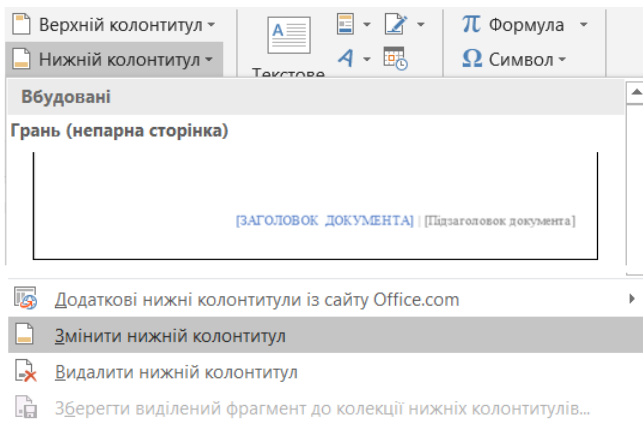 Верхній колонтитул
Нижній колонтитул
A
Текстове
A
π Формула
Ω Символ
Вбудовані
Грань (непарна сторінка)
[ЗАГОЛОВОК ДОКУМЕНТА] | [Підзаголовок документа]
Додаткові нижні колонтитули із сайту Office.com
Змінити нижній колонтитул
Видалити нижній колонтитул
Зберегти виділений фрагмент до колекції нижніх колонтитулів...